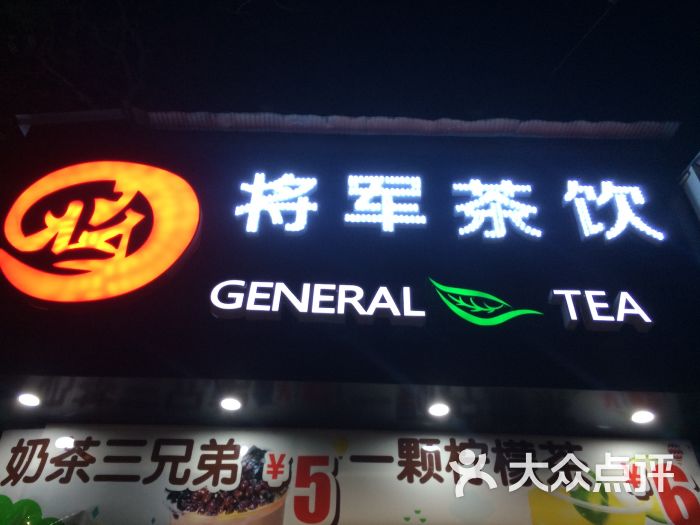 将军茶饮
GENERAL TEA
奶茶三兄弟 ¥5
一颗柠檬茶 ¥6
大众点评